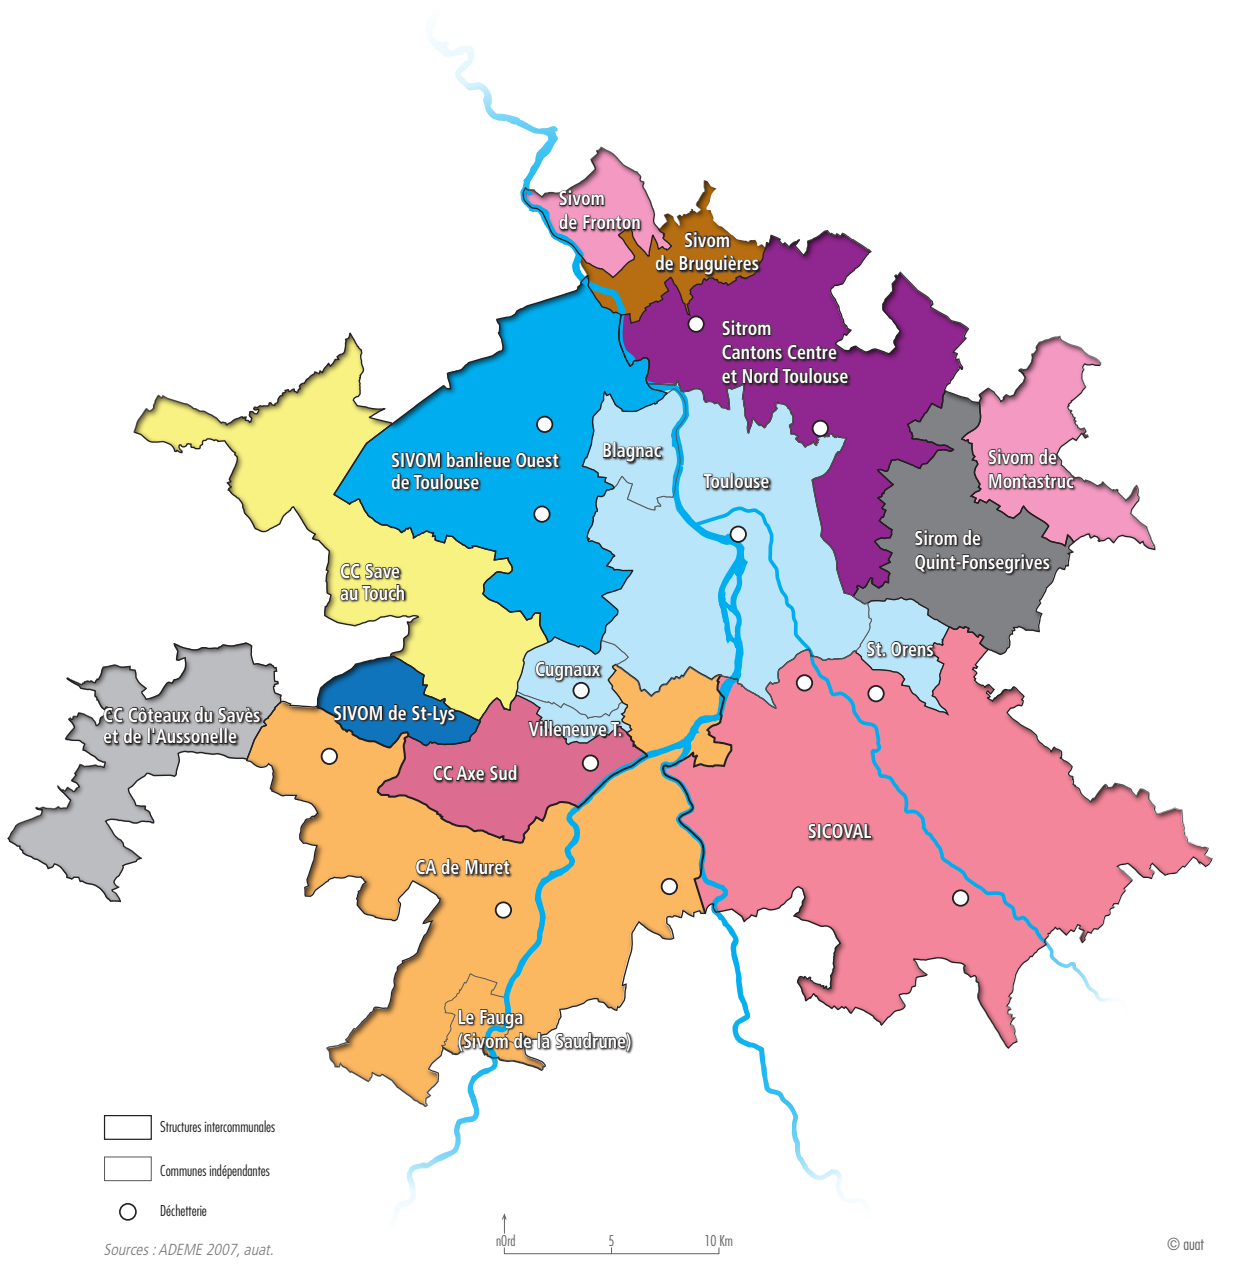 Sivom
de Fronton
Sivom
de Bruguières
Sitrom
Cantons Centre
et Nord Toulouse
Blagnac
SIVOM banlieue Ouest
de Toulouse
Toulouse
Sivom de
Montastruc
Sirom de
Quint-Fonsegrives
CC Save
au Touch
St. Orens
Cugnaux
CC Côteaux du Savès
et de l'Aussonelle
SIVOM de St-Lys
Villeneuve T.
CC Axe Sud
SICOVAL
CA de Muret
Le Fauga
(Sivom de la Saudrune)
Structures intercommunales
Communes indépendantes
Déchetterie
Sources : ADEME 2007, auat.
n0rd
5
10 Km
© auat